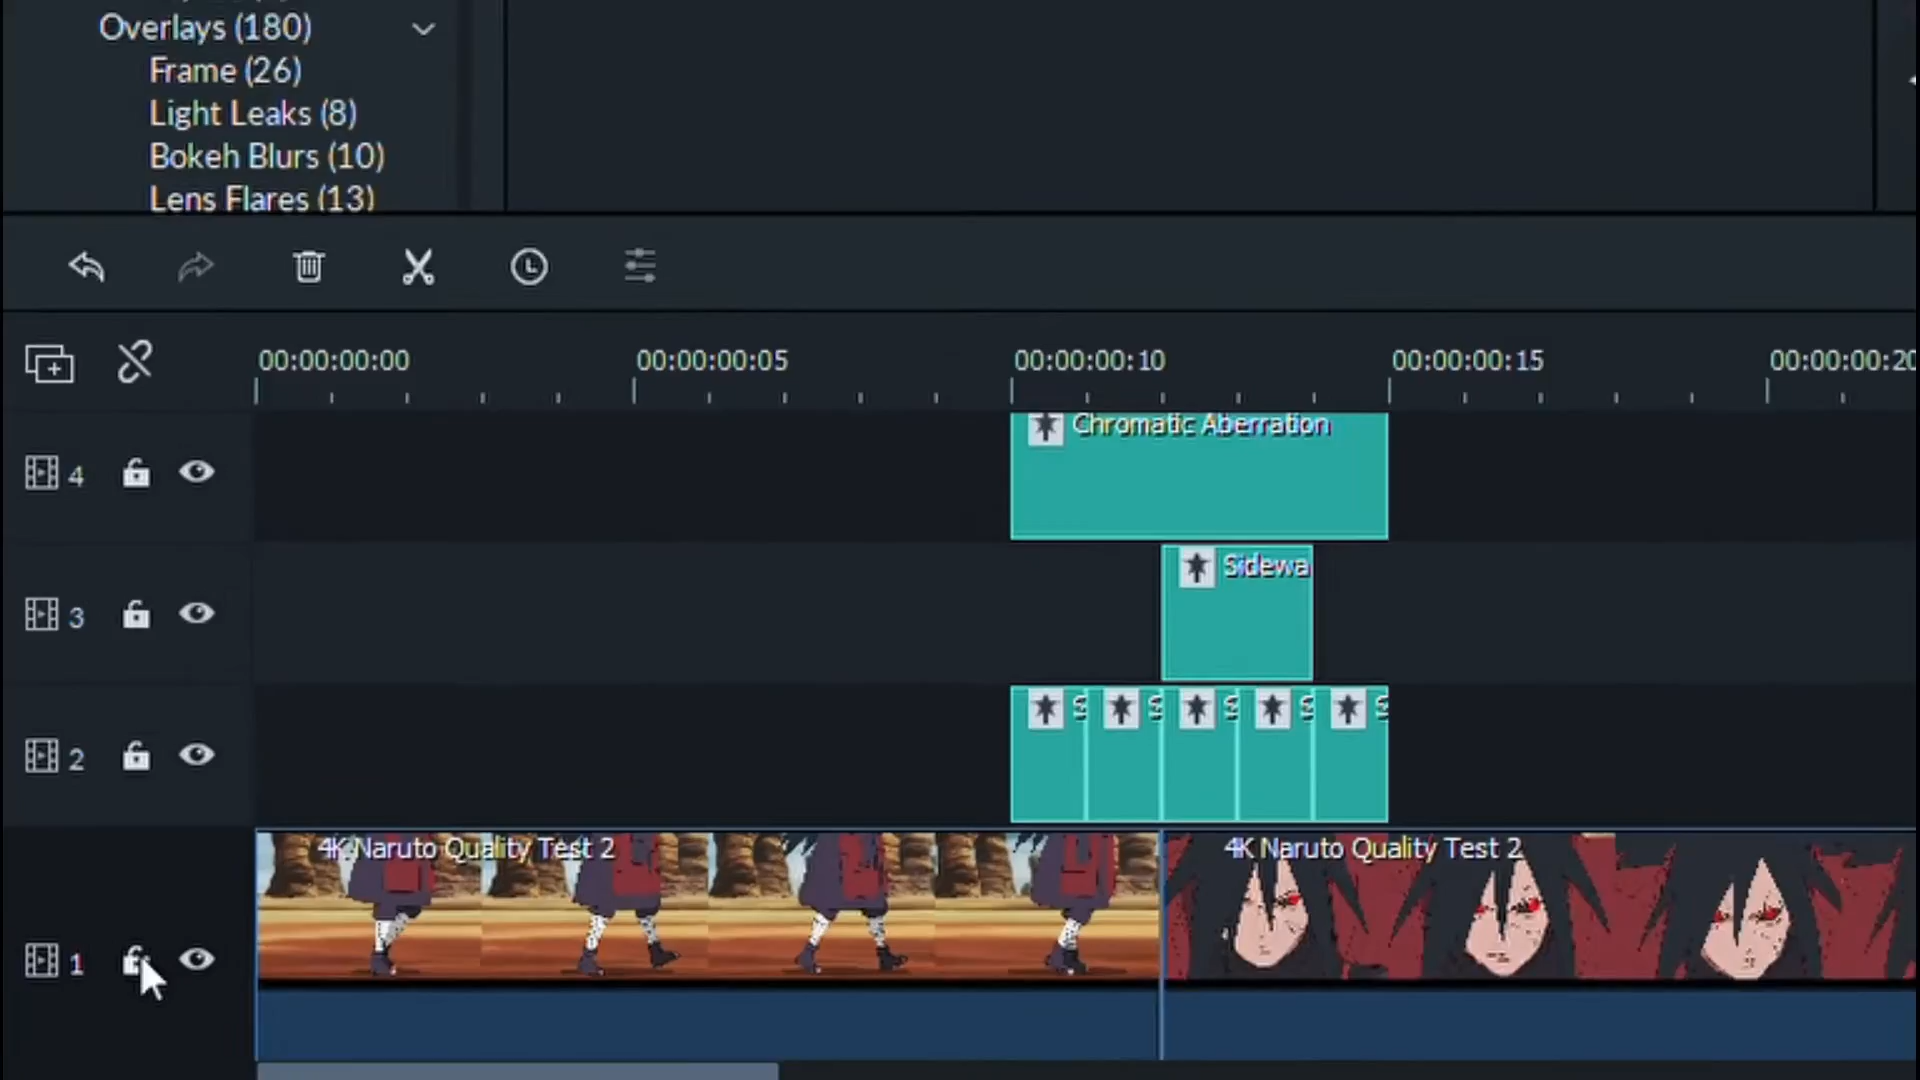 Overlays (180)
Frame (26)
Light Leaks (8)
Bokeh Blurs (10)
Lens Flares (13)
00:00:00:00 00:00:00:05 00:00:00:10 00:00:00:15 00:00:00:20
4 Chromatic Aberration
3 Sidewa
2 S S S S S
4K Naruto Quality Test 2 4K Naruto Quality Test 2
1